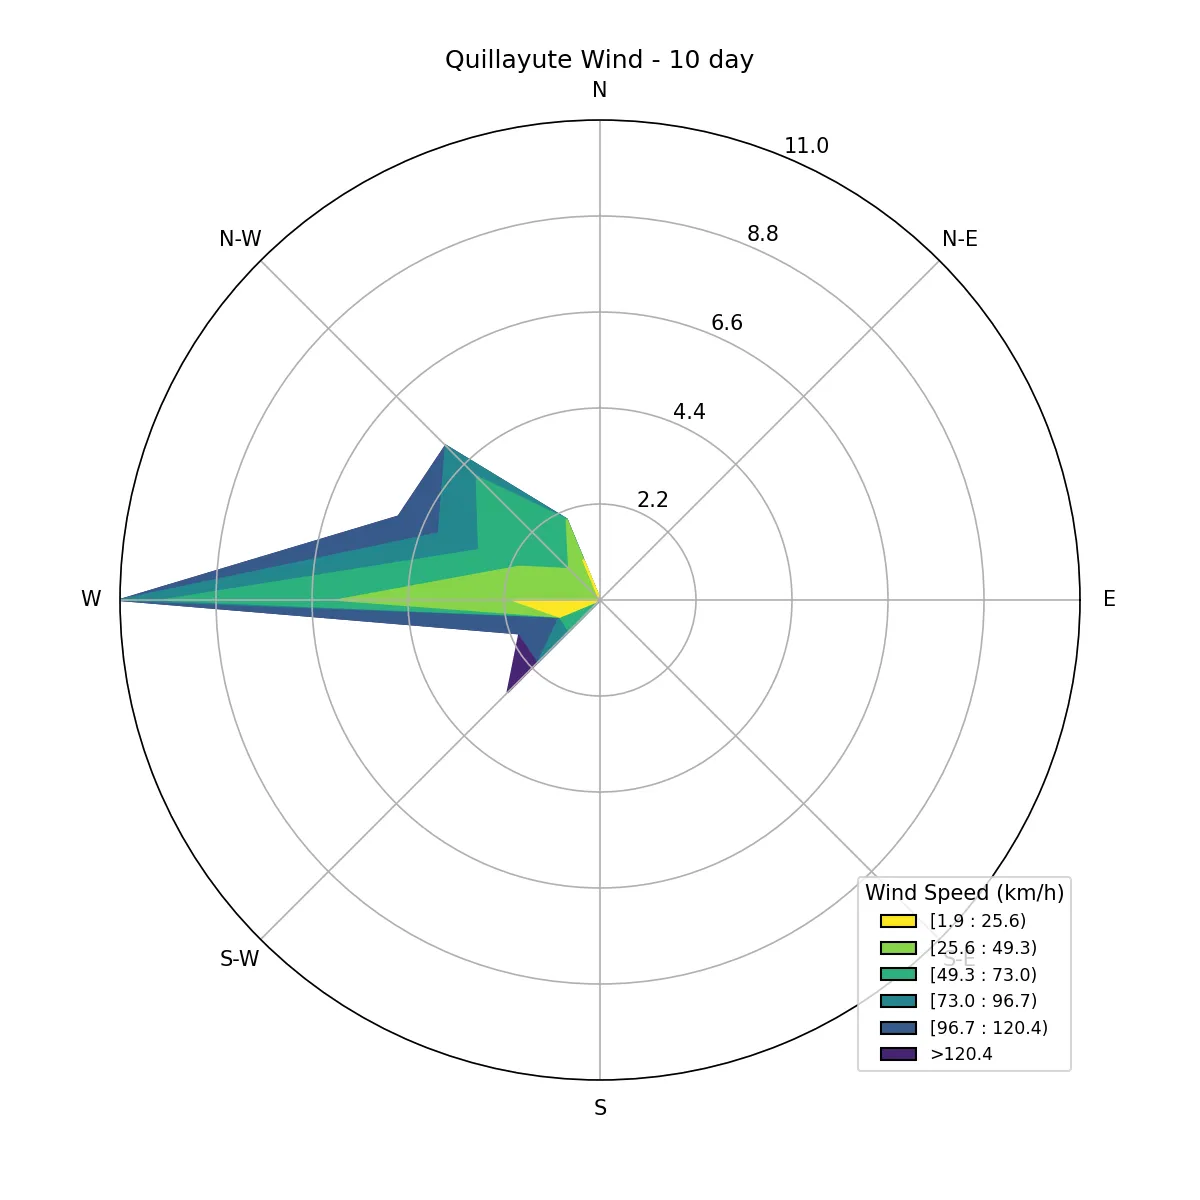 Quillayute Wind - 10 day
N
11.0
N-W
8.8
N-E
6.6
4.4
2.2
W
E
S-W
S-E
S
Wind Speed (km/h)
[1.9 : 25.6)
[25.6 : 49.3)
[49.3 : 73.0)
[73.0 : 96.7)
[96.7 : 120.4)
>120.4